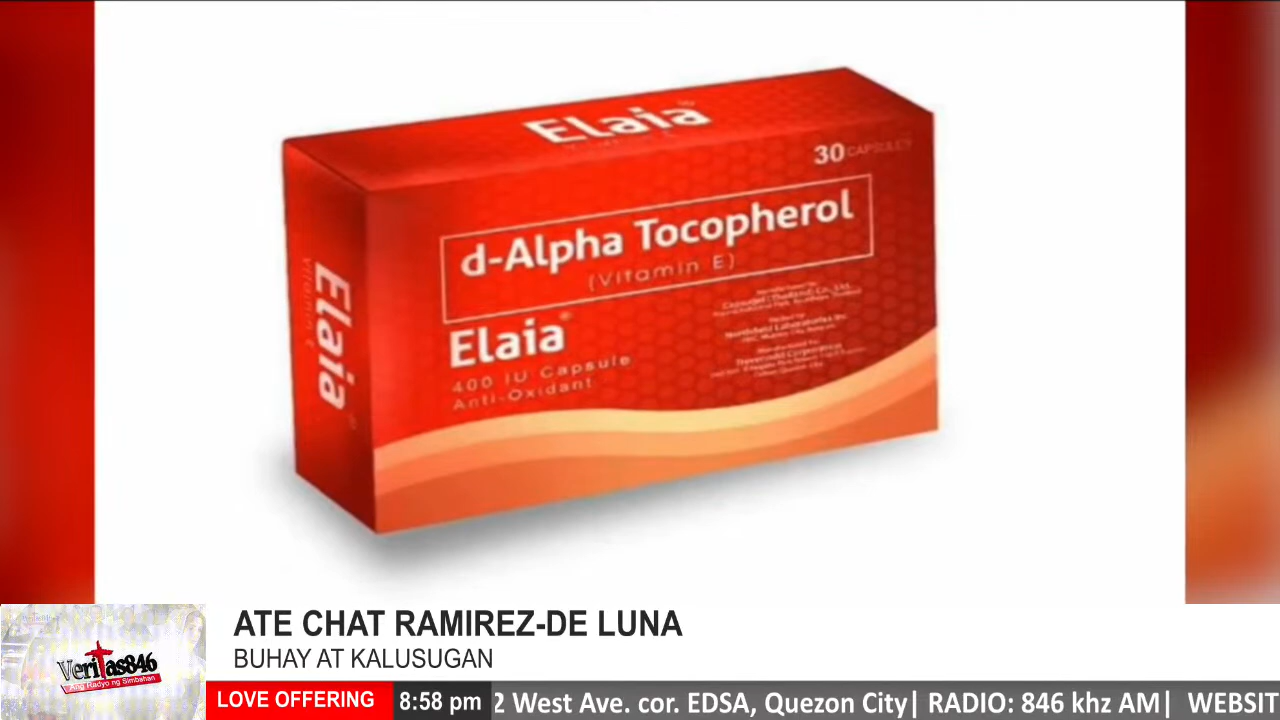 Elaia
30 CAPSULES
d-Alpha Tocopherol
(Vitamin E)
Elaia®
400 IU Capsule
Anti-Oxidant
Elaia
ATE CHAT RAMIREZ-DE LUNA
BUHAY AT KALUSUGAN
Veritas846
Ang Radyo ng Simbahan
LOVE OFFERING
8:58 pm
2 West Ave. cor. EDSA, Quezon City| RADIO: 846 khz AM| WEBSIT